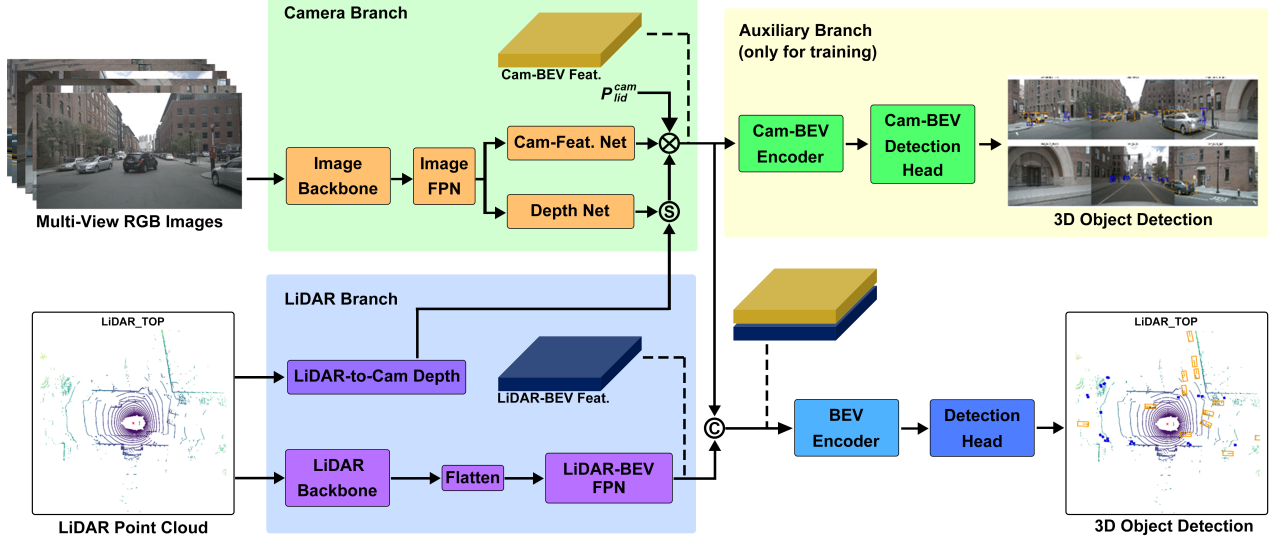 Camera Branch
Cam-BEV Feat.
P cam lid
Cam-Feat. Net
Image
Backbone
Image
FPN
Depth Net
S
Multi-View RGB Images
Auxiliary Branch
(only for training)
Cam-BEV
Encoder
Cam-BEV
Detection
Head
3D Object Detection
LiDAR Branch
LiDAR_TOP
LiDAR-to-Cam Depth
LiDAR-BEV Feat.
LiDAR
Backbone
Flatten
LiDAR-BEV
FPN
LiDAR Point Cloud
C
BEV
Encoder
Detection
Head
LiDAR_TOP
3D Object Detection